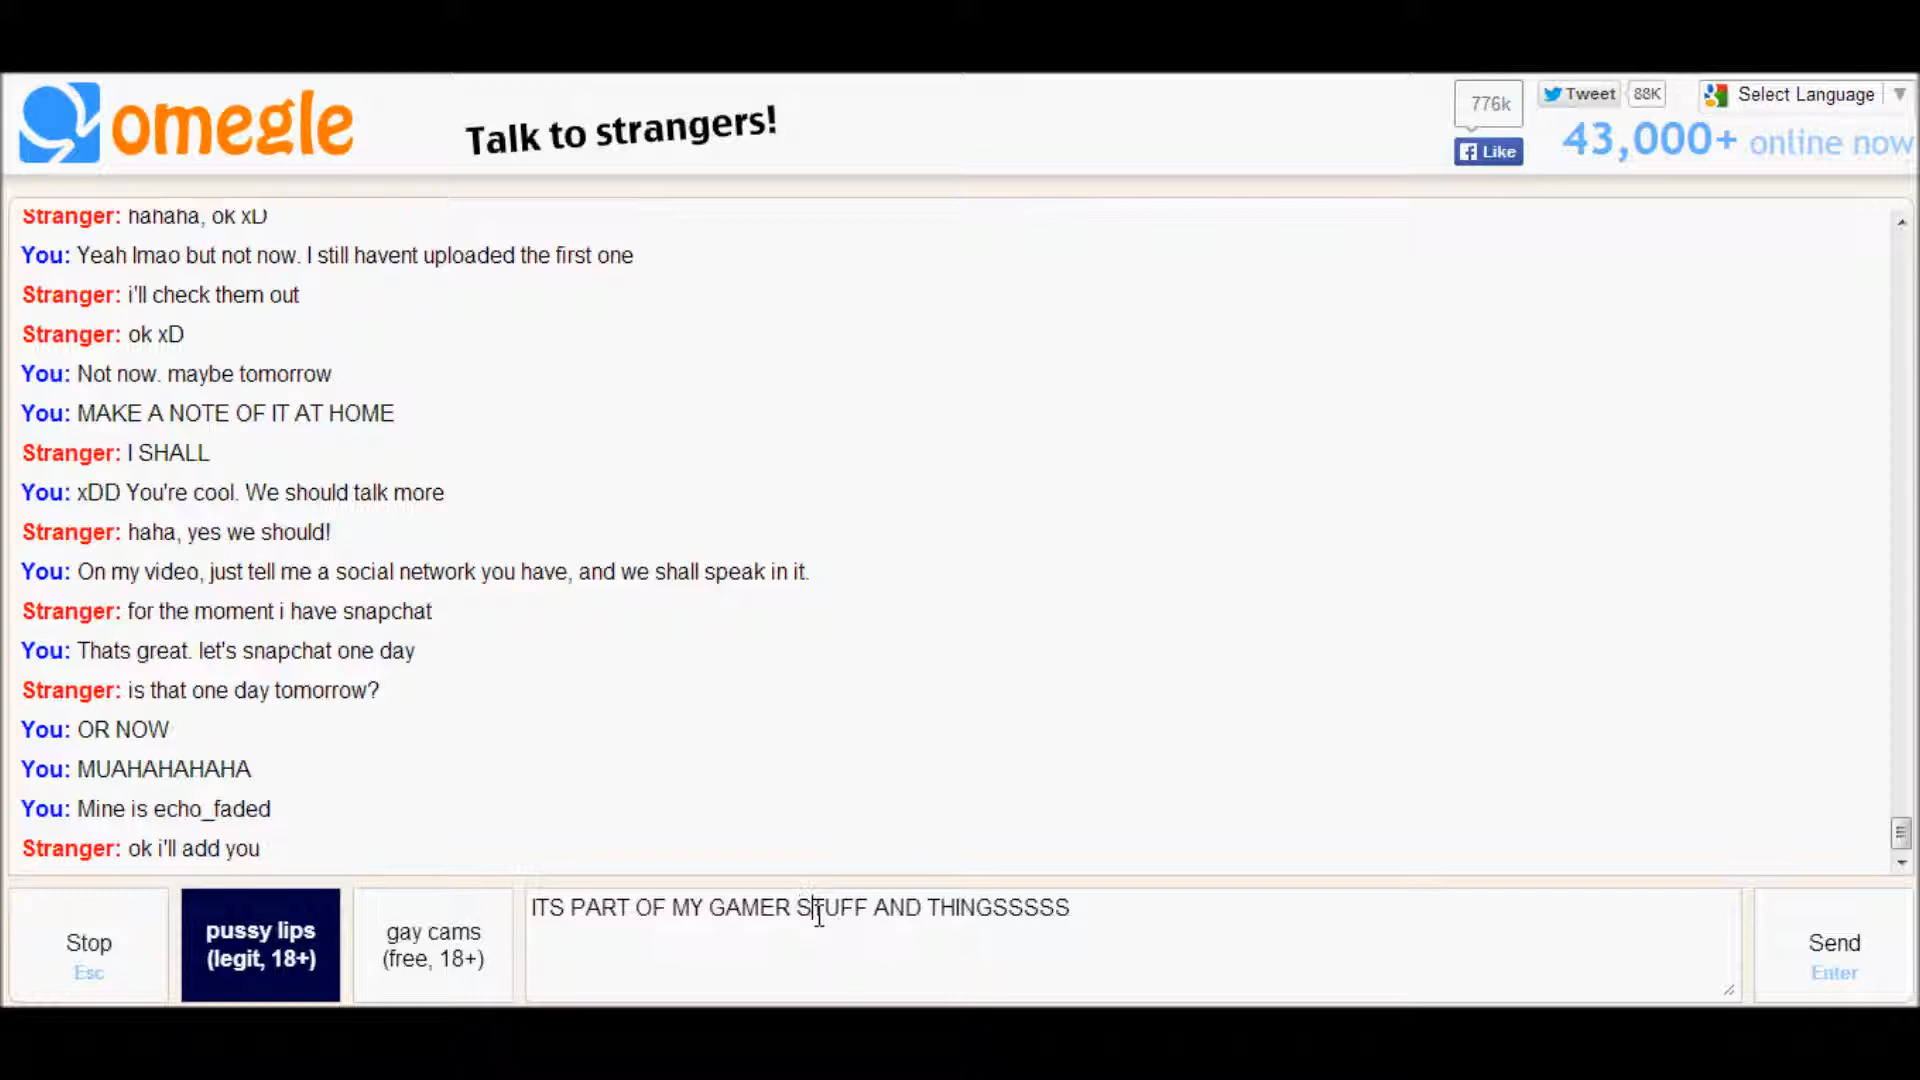 omegle
Talk to strangers!
776k
Like
Tweet 88K
Select Language
43,000+ online now
Stranger: hahaha, ok xD
You: Yeah lmao but not now. I still havent uploaded the first one
Stranger: i'll check them out
Stranger: ok xD
You: Not now. maybe tomorrow
You: MAKE A NOTE OF IT AT HOME
Stranger: I SHALL
You: xDD You're cool. We should talk more
Stranger: haha, yes we should!
You: On my video, just tell me a social network you have, and we shall speak in it.
Stranger: for the moment i have snapchat
You: Thats great. let's snapchat one day
Stranger: is that one day tomorrow?
You: OR NOW
You: MUAHAHAHAHA
You: Mine is echo_faded
Stranger: ok i'll add you
Stop
Esc
pussy lips
(legit, 18+)
gay cams
(free, 18+)
ITS PART OF MY GAMER STUFF AND THINGSSSSS
Send
Enter